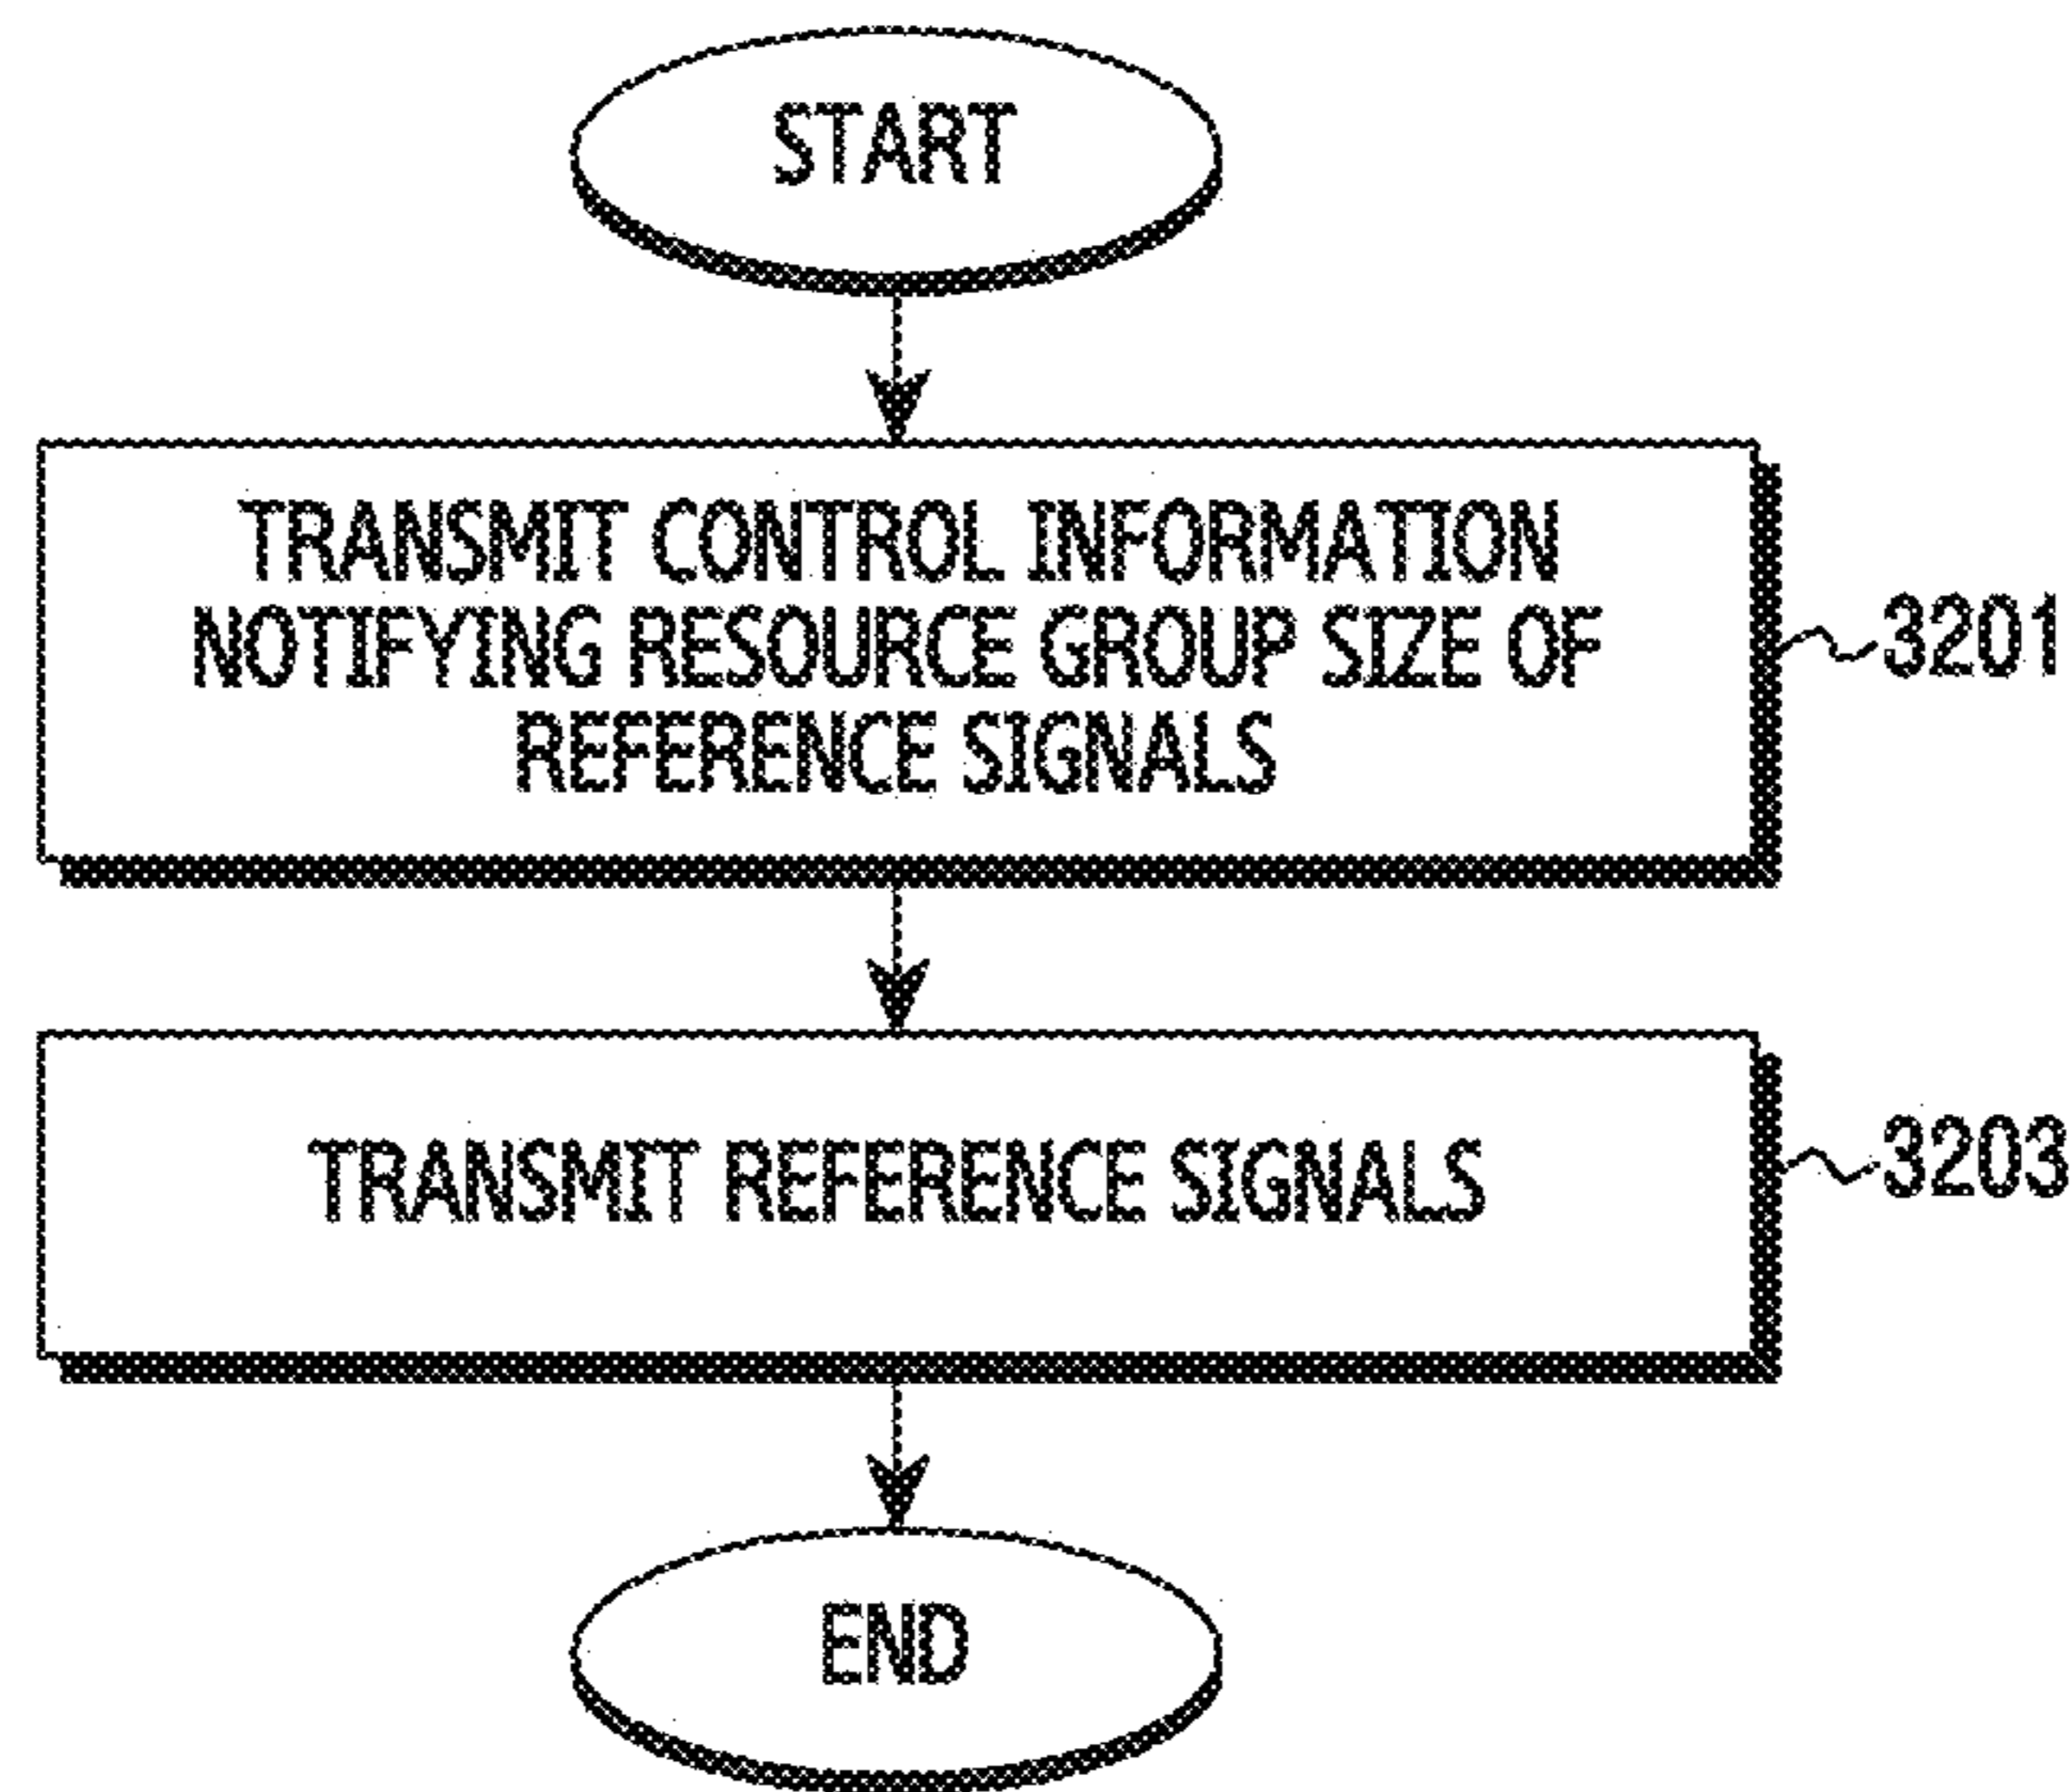 START
TRANSMIT CONTROL INFORMATION
NOTIFYING RESOURCE GROUP SIZE OF
REFERENCE SIGNALS
3201
TRANSMIT REFERENCE SIGNALS
3203
END